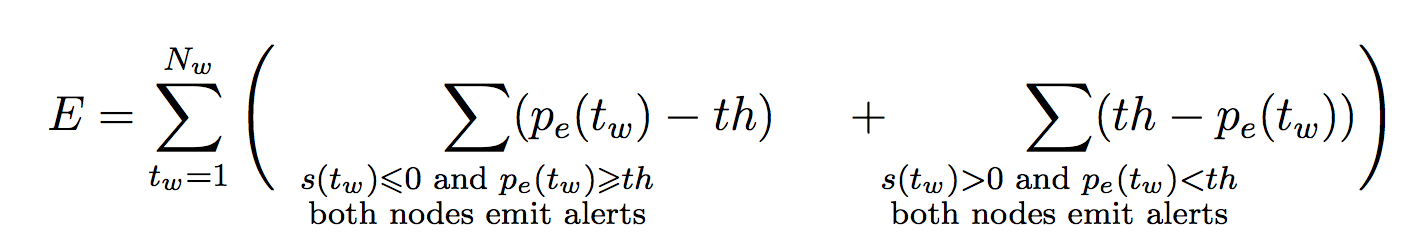 N_w
E = ∑ ( ∑(p_e(t_w) − th) + ∑(th − p_e(t_w)) )
t_w=1 s(t_w)⩽0 and p_e(t_w)⩾th s(t_w)>0 and p_e(t_w)<th
both nodes emit alerts both nodes emit alerts